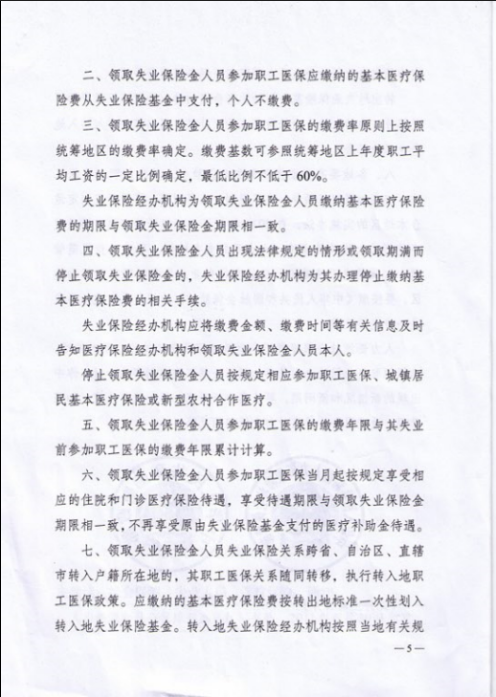 二、领取失业保险金人员参加职工医保应缴纳的基本医疗保
险费从失业保险基金中支付，个人不缴费。
三、领取失业保险金人员参加职工医保的缴费率原则上按照
统筹地区的缴费率确定。缴费基数可参照统筹地区上年度职工平
均工资的一定比例确定，最低比例不低于60%。
失业保险经办机构为领取失业保险金人员缴纳基本医疗保险
费的期限与领取失业保险金期限相一致。
四、领取失业保险金人员出现法律规定的情形或领取期满而
停止领取失业保险金的，失业保险经办机构为其办理停止缴纳基
本医疗保险费的相关手续。
失业保险经办机构应将缴费金额、缴费时间等有关信息及时
告知医疗保险经办机构和领取失业保险金人员本人。
停止领取失业保险金人员按规定相应参加职工医保、城镇居
民基本医疗保险或新型农村合作医疗。
五、领取失业保险金人员参加职工医保的缴费年限与其失业
前参加职工医保的缴费年限累计计算。
六、领取失业保险金人员参加职工医保当月起按规定享受相
应的住院和门诊医疗保险待遇，享受待遇期限与领取失业保险金
期限相一致，不再享受原由失业保险基金支付的医疗补助金待遇。
七、领取失业保险金人员失业保险关系跨省、自治区、直辖
市转入户籍所在地的，其职工医保关系随同转移，执行转入地职
工医保政策。应缴纳的基本医疗保险费按转出地标准一次性划入
转入地失业保险基金。转入地失业保险经办机构按照当地有关规
—5—